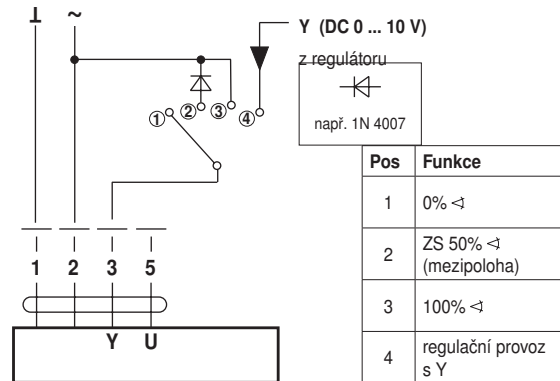 ⊥ ~
Y (DC 0 ... 10 V)
z regulátoru
① ② ③ ④
např. 1N 4007
Pos Funkce
1 0% ∢
2 ZS 50% ∢
(mezipoloha)
3 100% ∢
4 regulační provoz
s Y
1 2 3 5
Y U